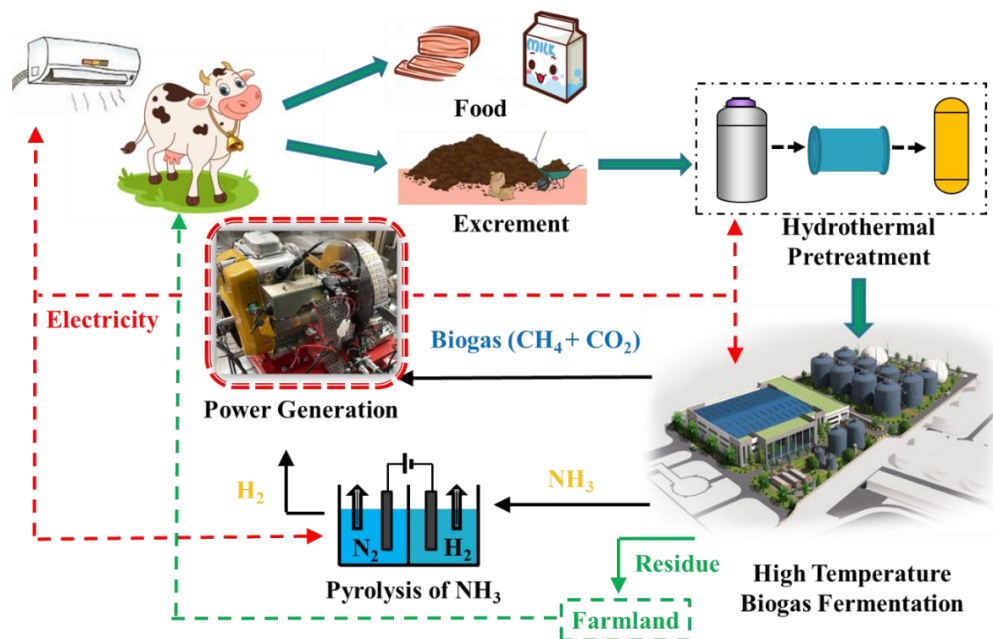 MILK
Food
Excrement
Hydrothermal
Pretreatment
Electricity
Biogas (CH₄ + CO₂)
Power Generation
H₂
NH₃
N₂
H₂
Pyrolysis of NH₃
Residue
High Temperature
Biogas Fermentation
Farmland